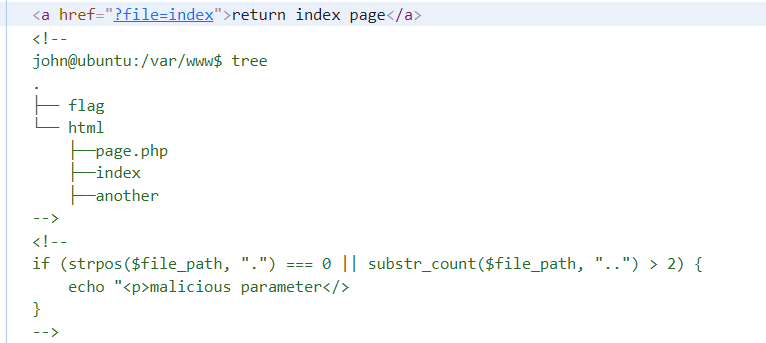 <a href="?file=index">return index page</a>
<!--
john@ubuntu:/var/www$ tree
.
├── flag
└── html
    ├──page.php
    ├──index
    ├──another
-->
<!--
if (strpos($file_path, ".") === 0 || substr_count($file_path, "..") > 2) {
    echo "<p>malicious parameter</>
}
-->